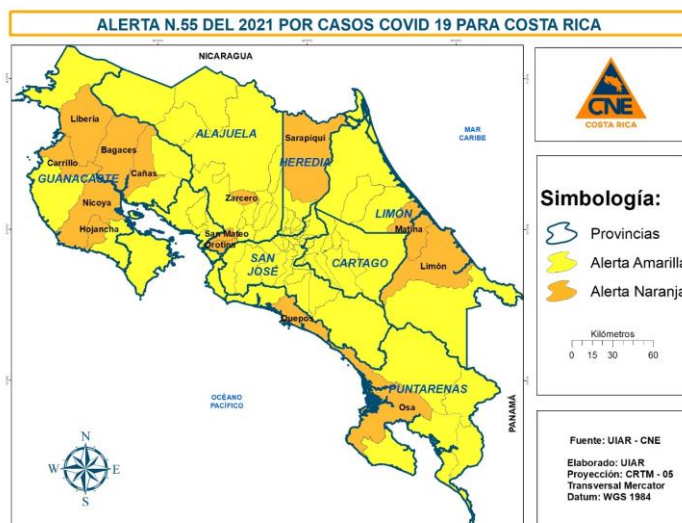 ALERTA N.55 DEL 2021 POR CASOS COVID 19 PARA COSTA RICA
NICARAGUA
Liberia
ALAJUELA
Sarapiqui
MAR
CARIBE
Bagaces
HEREDIA
Carrillo
GUANACASTE
Cañas
Nicoya
Zarcero
LIMÓN
Matina
Hojancha
San Mateo
Orotina
SAN
JOSÉ
CARTAGO
Limón
Quepos
PUNTARENAS
Osa
OCÉANO
PACÍFICO
PANAMÁ
N
W
E
S
CNE
COSTA RICA
Simbología:
Provincias
Alerta Amarilla
Alerta Naranja
Kilómetros
0 15 30 60
Fuente: UIAR - CNE
Elaborado: UIAR
Proyección: CRTM - 05
Transversal Mercator
Datum: WGS 1984